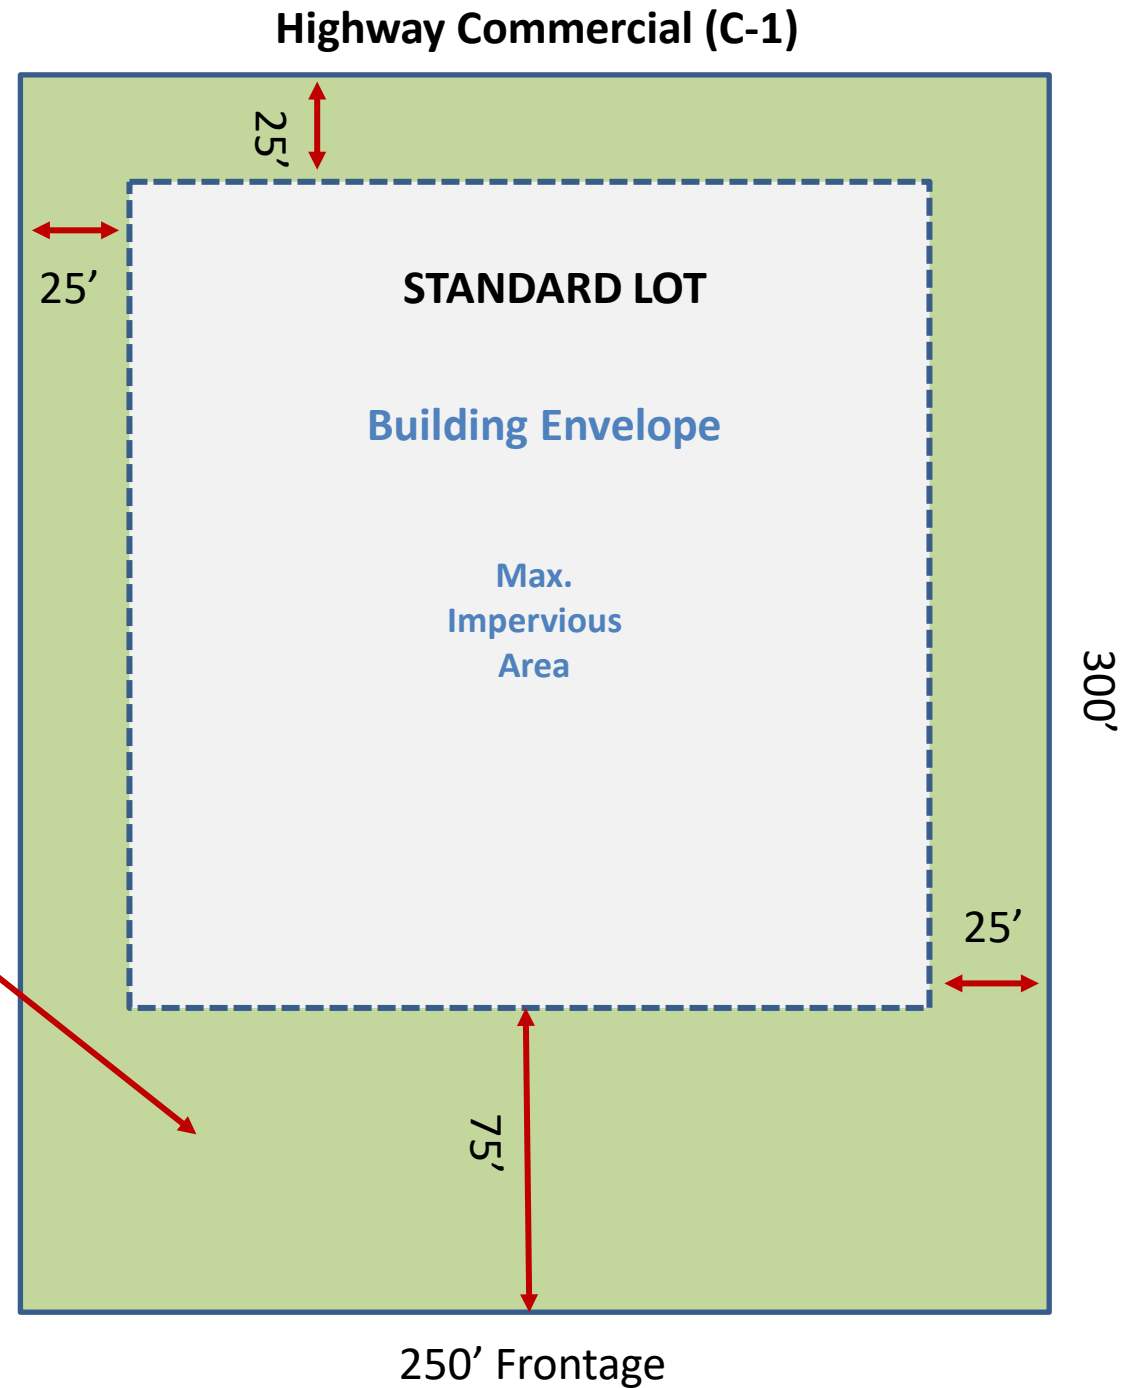 Highway Commercial (C-1)
25’
25’
STANDARD LOT
Building Envelope
Max.
Impervious
Area
300’
25’
75’
250’ Frontage